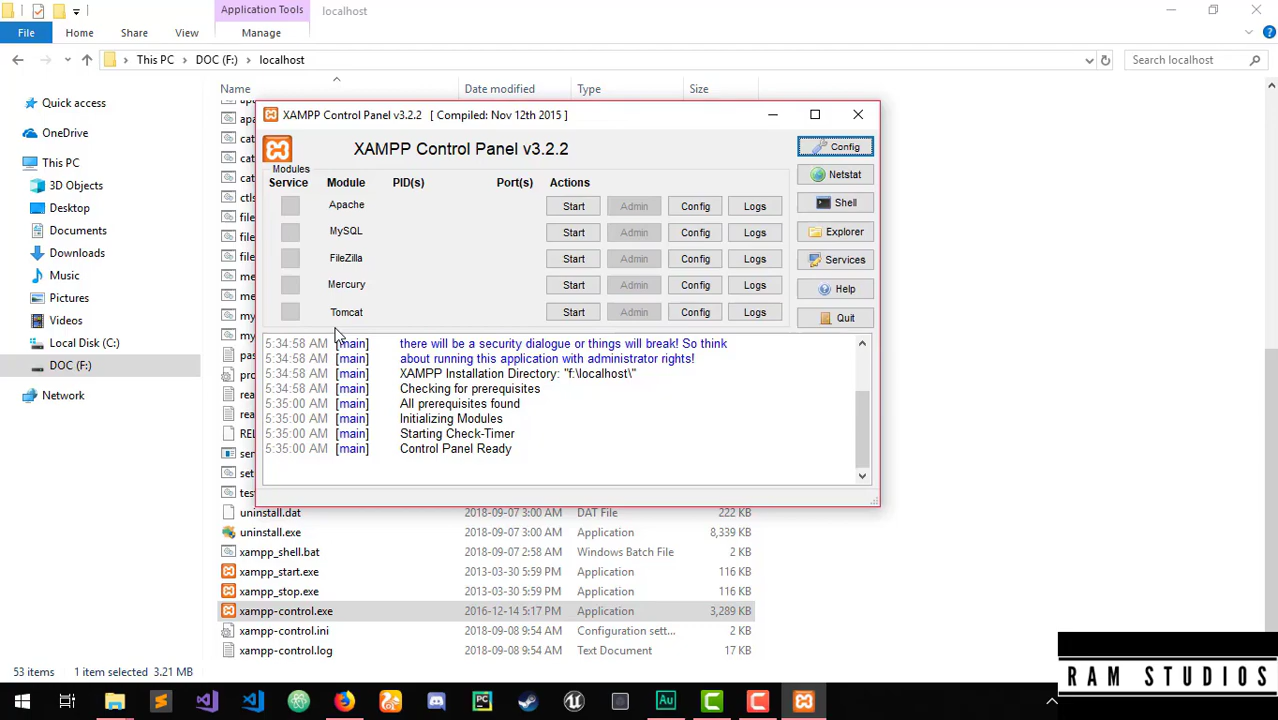 Application Tools
localhost
File
Home
Share
View
Manage
This PC
DOC (F:)
localhost
Search localhost
Name
Date modified
Type
Size
Quick access
OneDrive
This PC
3D Objects
Desktop
Documents
Downloads
Music
Pictures
Videos
Local Disk (C:)
DOC (F:)
Network
XAMPP Control Panel v3.2.2 [ Compiled: Nov 12th 2015 ]
XAMPP Control Panel v3.2.2
Config
Modules
Service
Module
PID(s)
Port(s)
Actions
Netstat
Apache
Start
Admin
Config
Logs
Shell
MySQL
Start
Admin
Config
Logs
Explorer
FileZilla
Start
Admin
Config
Logs
Services
Mercury
Start
Admin
Config
Logs
Help
Tomcat
Start
Admin
Config
Logs
Quit
5:34:58 AM [main] there will be a security dialogue or things will break! So think
5:34:58 AM [main] about running this application with administrator rights!
5:34:58 AM [main] XAMPP Installation Directory: "f:\localhost\"
5:34:58 AM [main] Checking for prerequisites
5:35:00 AM [main] All prerequisites found
5:35:00 AM [main] Initializing Modules
5:35:00 AM [main] Starting Check-Timer
5:35:00 AM [main] Control Panel Ready
uninstall.dat 2018-09-07 3:00 AM DAT File 222 KB
uninstall.exe 2018-09-07 3:00 AM Application 8,339 KB
xampp_shell.bat 2018-09-07 2:58 AM Windows Batch File 2 KB
xampp_start.exe 2013-03-30 5:59 PM Application 116 KB
xampp_stop.exe 2013-03-30 5:59 PM Application 116 KB
xampp-control.exe 2016-12-14 5:17 PM Application 3,289 KB
xampp-control.ini 2018-09-08 9:54 AM Configuration sett... 2 KB
xampp-control.log 2018-09-08 9:54 AM Text Document 17 KB
53 items
1 item selected 3.21 MB
RAM STUDIOS
Au
PC